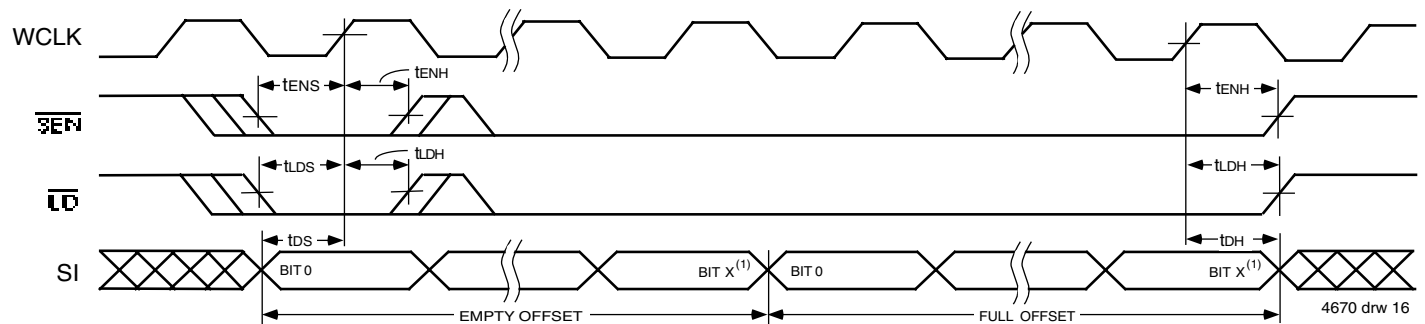 WCLK
tENS
tENH
tENH
SEN
tLDS
tLDH
tLDH
LD
tDS
tDH
SI
BIT 0
BIT X(1)
BIT 0
BIT X(1)
EMPTY OFFSET
FULL OFFSET
4670 drw 16